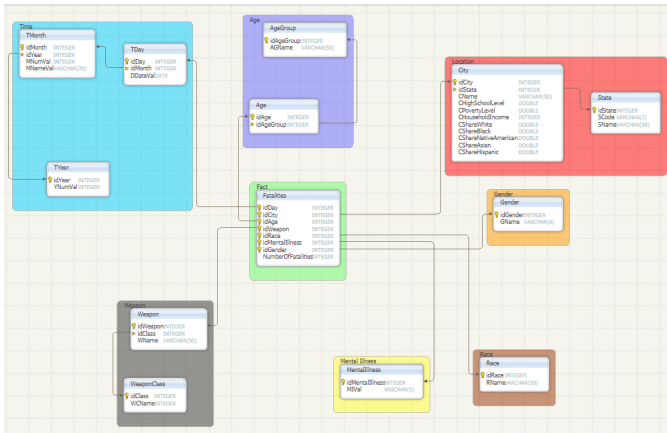 Time
TMonth
idMonth INTEGER
idYear INTEGER
MNumVal INTEGER
MNameVal VARCHAR(20)
TDay
idDay INTEGER
idMonth INTEGER
DDateVal DATE
TYear
idYear INTEGER
YNumVal INTEGER
Age
AgeGroup
idAgeGroup INTEGER
AGName VARCHAR(50)
Age
idAge INTEGER
idAgeGroup INTEGER
Location
City
idCity INTEGER
idState INTEGER
CName VARCHAR(50)
CHighSchoolLevel DOUBLE
CPovertyLevel DOUBLE
CHouseholdIncome INTEGER
CShareWhite DOUBLE
CShareBlack DOUBLE
CShareNativeAmerican DOUBLE
CShareAsian DOUBLE
CShareHispanic DOUBLE
State
idState INTEGER
SCode VARCHAR(2)
SName VARCHAR(50)
Fact
Fatalities
idDay INTEGER
idCity INTEGER
idAge INTEGER
idWeapon INTEGER
idRace INTEGER
idMentalIllness INTEGER
idGender INTEGER
NumberOfFatalities INTEGER
Gender
Gender
idGender INTEGER
GName VARCHAR(6)
Weapon
Weapon
idWeapon INTEGER
idClass INTEGER
WName VARCHAR(50)
WeaponClass
idClass INTEGER
WCName INTEGER
Mental Illness
MentalIllness
idMentalIllness INTEGER
MIVal VARCHAR(5)
Race
Race
idRace INTEGER
RName VARCHAR(50)